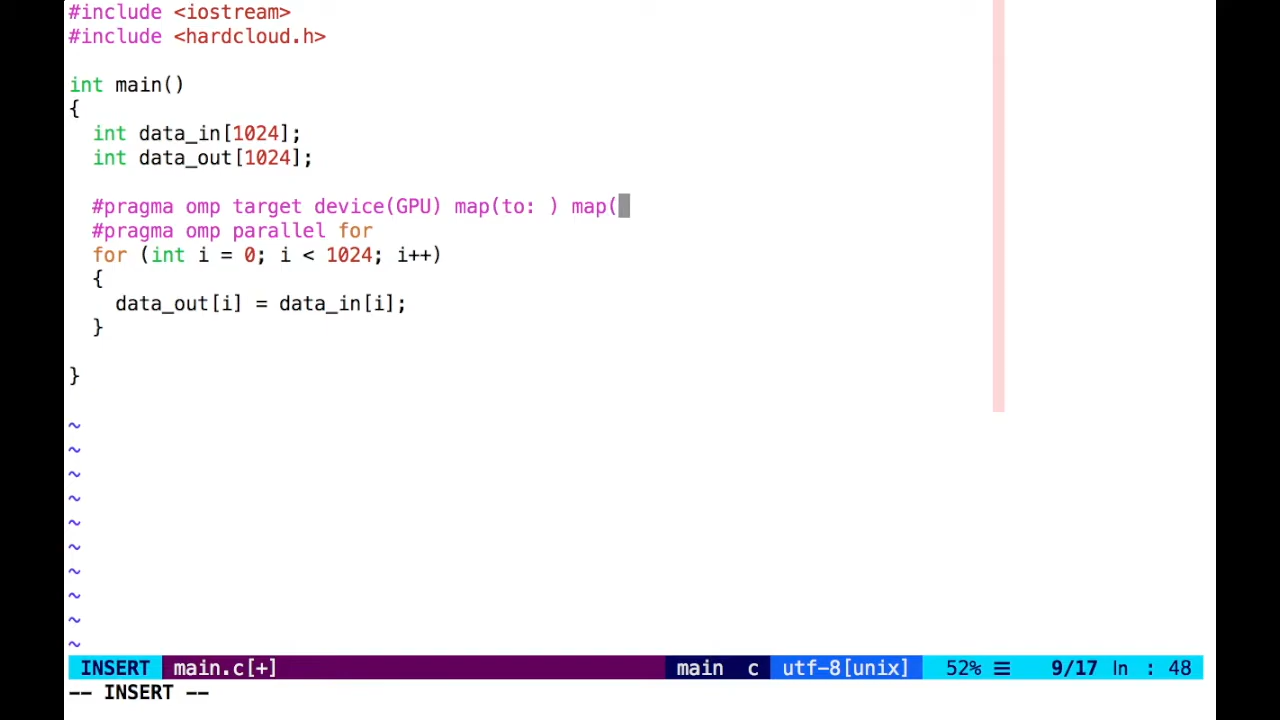 #include <iostream>
#include <hardcloud.h>
int main()
{
  int data_in[1024];
  int data_out[1024];
  #pragma omp target device(GPU) map(to: ) map(
  #pragma omp parallel for
  for (int i = 0; i < 1024; i++)
  {
    data_out[i] = data_in[i];
  }
}
~
~
~
~
~
~
~
~
~
~
INSERT main.c[+] main c utf-8[unix] 52% ☰ 9/17 ln : 48
-- INSERT --